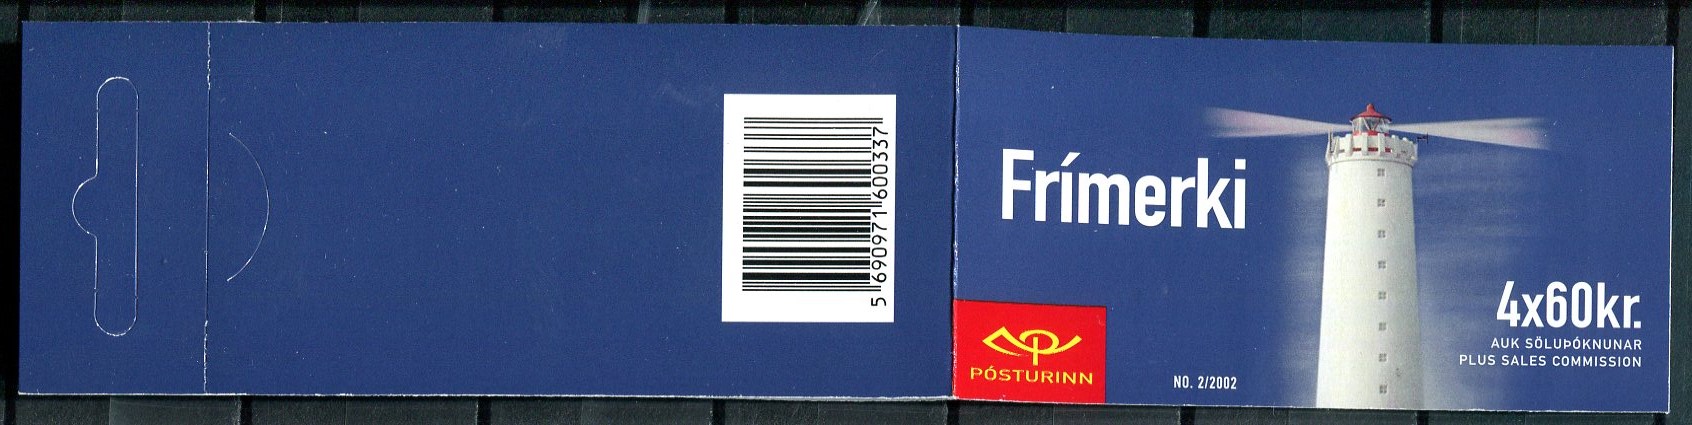 5 690971 600337
Frímerki
4x60kr.
AUK SÖLUÞÓKNUNAR
PLUS SALES COMMISSION
PÓSTURINN
NO. 2/2002